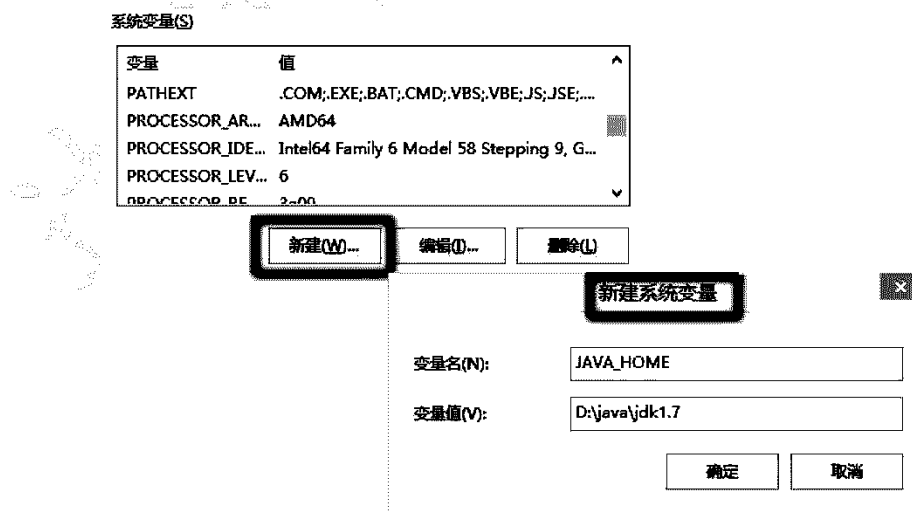 系统变量(S)
变量 值
PATHEXT .COM;.EXE;.BAT;.CMD;.VBS;.VBE;.JS;.JSE;....
PROCESSOR_AR... AMD64
PROCESSOR_IDE... Intel64 Family 6 Model 58 Stepping 9, G...
PROCESSOR_LEV... 6
新建(W)... 编辑(I)... 删除(L)
新建系统变量
变量名(N): JAVA_HOME
变量值(V): D:\java\jdk1.7
确定 取消